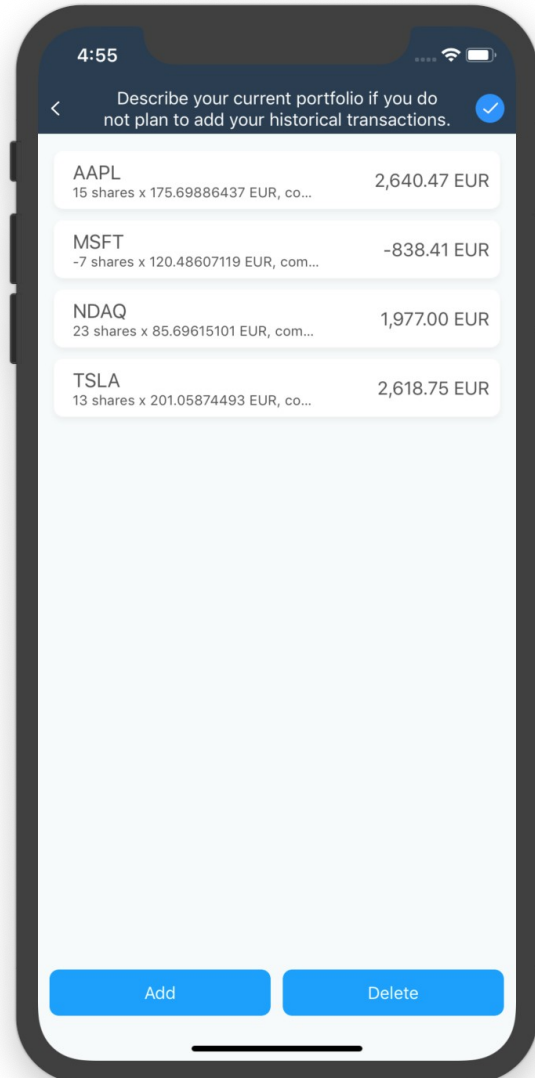 4:55
Describe your current portfolio if you do
not plan to add your historical transactions.
AAPL
15 shares x 175.69886437 EUR, co...
2,640.47 EUR
MSFT
-7 shares x 120.48607119 EUR, com...
-838.41 EUR
NDAQ
23 shares x 85.69615101 EUR, com...
1,977.00 EUR
TSLA
13 shares x 201.05874493 EUR, co...
2,618.75 EUR
Add
Delete